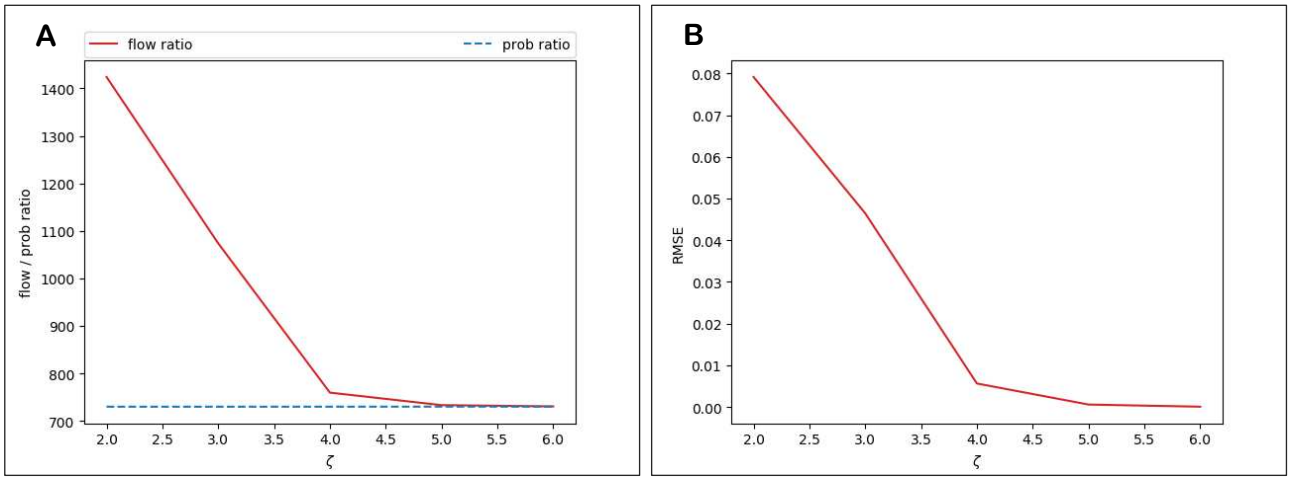 A
flow ratio
prob ratio
1400
1300
1200
1100
1000
900
800
700
flow / prob ratio
2.0 2.5 3.0 3.5 4.0 4.5 5.0 5.5 6.0
ζ
B
0.08
0.07
0.06
0.05
0.04
0.03
0.02
0.01
0.00
RMSE
2.0 2.5 3.0 3.5 4.0 4.5 5.0 5.5 6.0
ζ